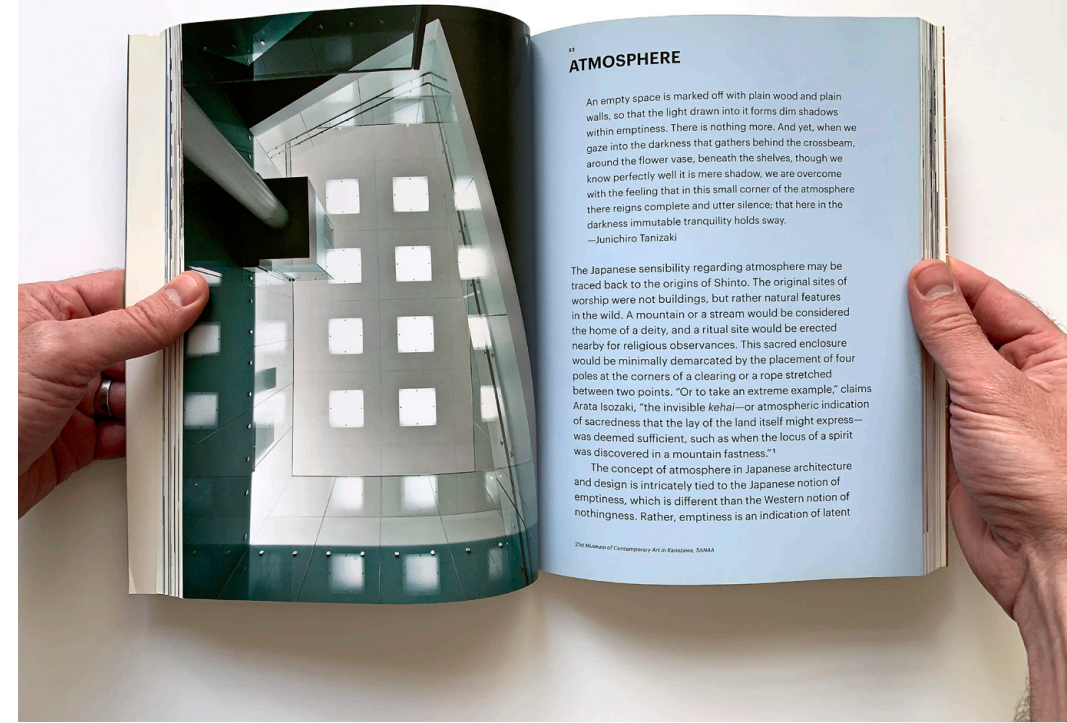 13
ATMOSPHERE
An empty space is marked off with plain wood and plain
walls, so that the light drawn into it forms dim shadows
within emptiness. There is nothing more. And yet, when we
gaze into the darkness that gathers behind the crossbeam,
around the flower vase, beneath the shelves, though we
know perfectly well it is mere shadow, we are overcome
with the feeling that in this small corner of the atmosphere
there reigns complete and utter silence; that here in the
darkness immutable tranquility holds sway.
—Junichiro Tanizaki
The Japanese sensibility regarding atmosphere may be
traced back to the origins of Shinto. The original sites of
worship were not buildings, but rather natural features
in the wild. A mountain or a stream would be considered
the home of a deity, and a ritual site would be erected
nearby for religious observances. This sacred enclosure
would be minimally demarcated by the placement of four
poles at the corners of a clearing or a rope stretched
between two points. “Or to take an extreme example,” claims
Arata Isozaki, “the invisible kehai—or atmospheric indication
of sacredness that the lay of the land itself might express—
was deemed sufficient, such as when the locus of a spirit
was discovered in a mountain fastness.”¹
The concept of atmosphere in Japanese architecture
and design is intricately tied to the Japanese notion of
emptiness, which is different than the Western notion of
nothingness. Rather, emptiness is an indication of latent
21st Museum of Contemporary Art in Kanazawa, SANAA